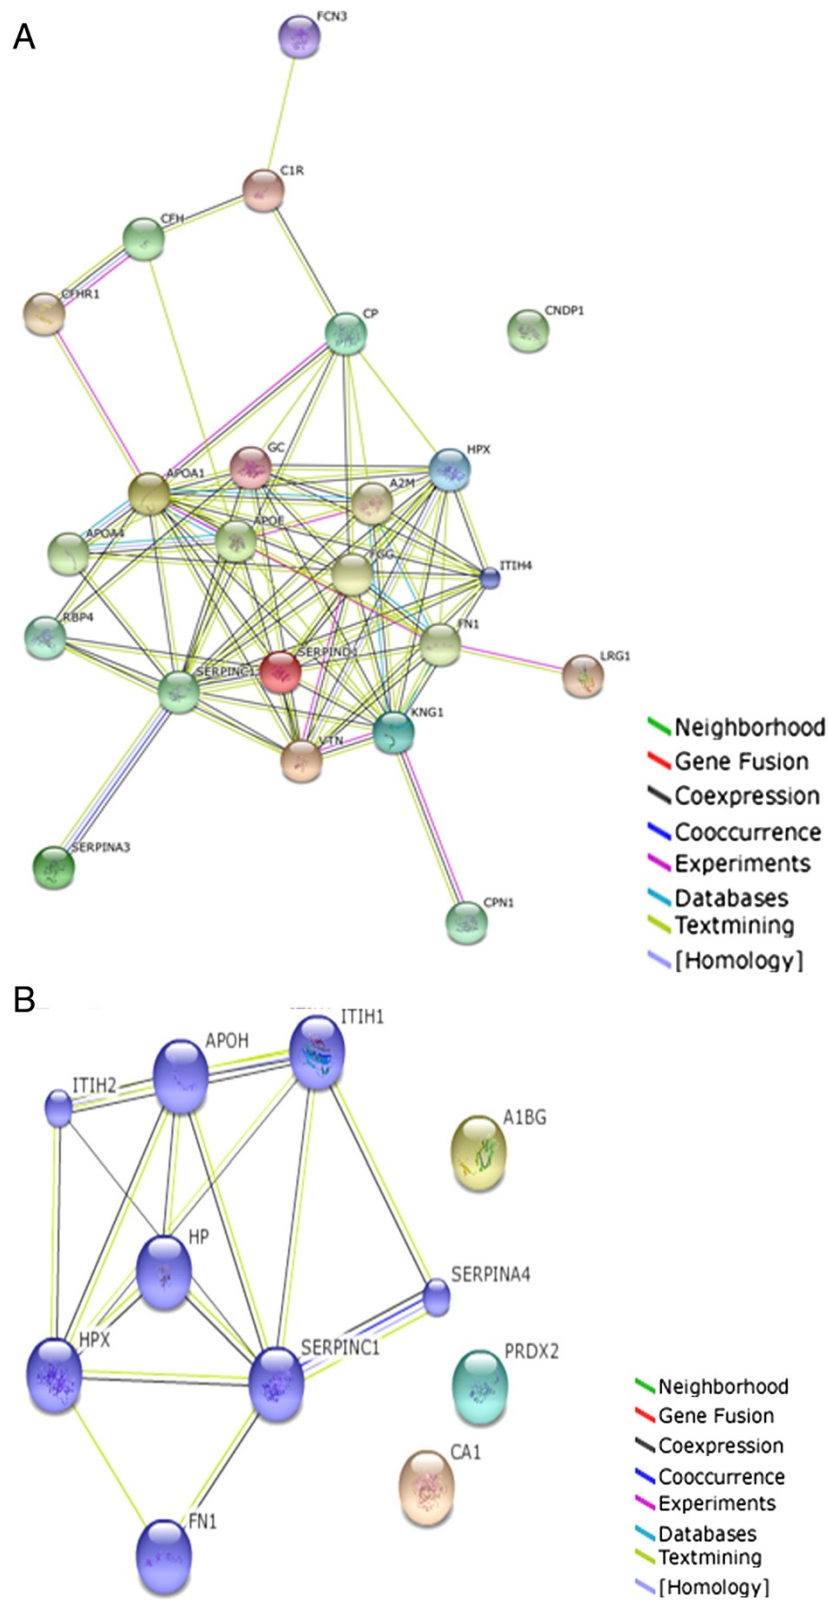 A
FCN3
C1R
CFH
CFHR1
CP
CNDP1
GC
HPX
APOA1
A2M
APOE
APOA4
FGG
ITIH4
RBP4
FN1
SERPIND1
LRG1
SERPINC1
KNG1
VTN
SERPINA3
CPN1
Neighborhood
Gene Fusion
Coexpression
Cooccurrence
Experiments
Databases
Textmining
[Homology]
B
ITIH1
APOH
ITIH2
A1BG
HP
SERPINA4
HPX
SERPINC1
PRDX2
CA1
FN1
Neighborhood
Gene Fusion
Coexpression
Cooccurrence
Experiments
Databases
Textmining
[Homology]